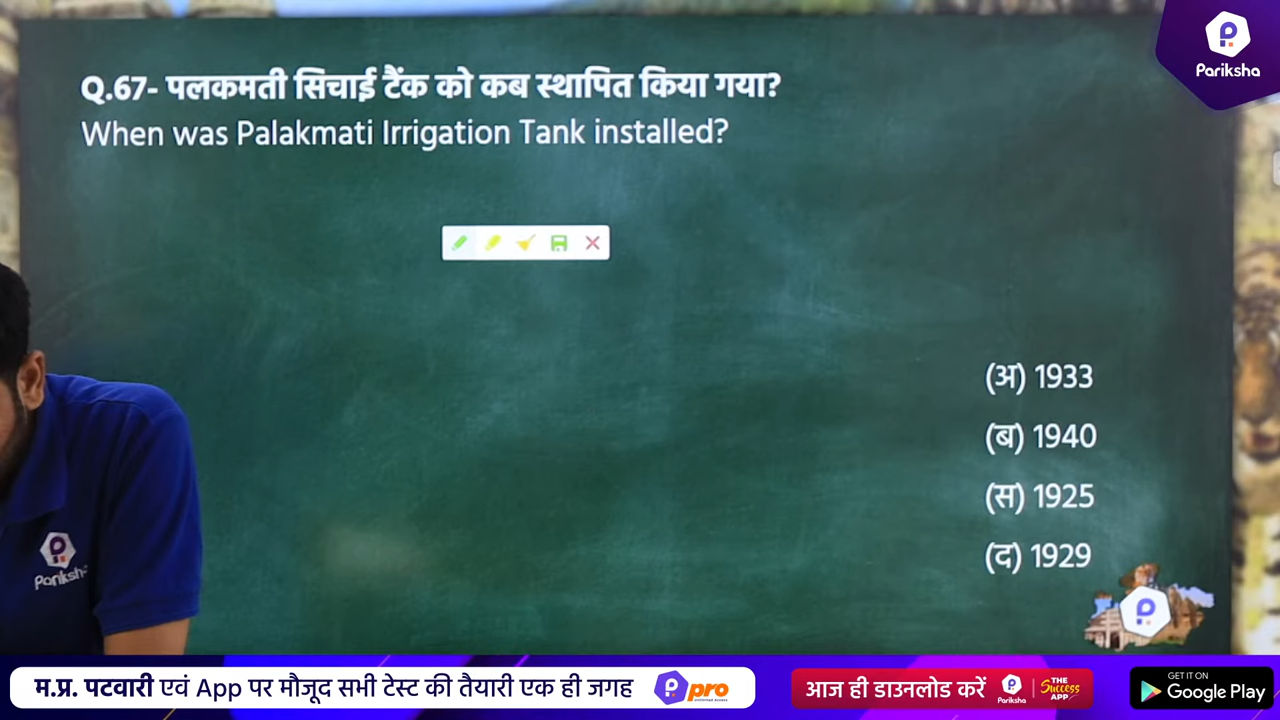 Pariksha
Q.67- पलकमती सिचाई टैंक को कब स्थापित किया गया?
When was Palakmati Irrigation Tank installed?
(अ) 1933
(ब) 1940
(स) 1925
(द) 1929
Pariksha
म.प्र. पटवारी एवं App पर मौजूद सभी टेस्ट की तैयारी एक ही जगह
pro
आज ही डाउनलोड करें
Pariksha
THE
Success
APP
GET IT ON
Google Play